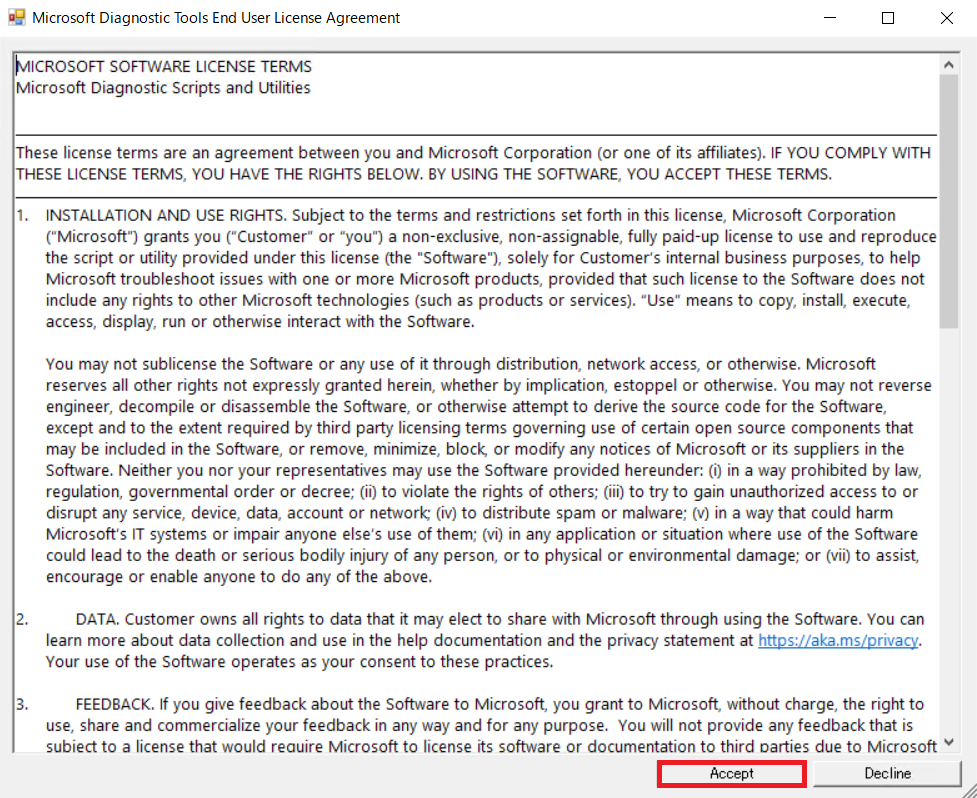 Microsoft Diagnostic Tools End User License Agreement
MICROSOFT SOFTWARE LICENSE TERMS
Microsoft Diagnostic Scripts and Utilities
These license terms are an agreement between you and Microsoft Corporation (or one of its affiliates). IF YOU COMPLY WITH
THESE LICENSE TERMS, YOU HAVE THE RIGHTS BELOW. BY USING THE SOFTWARE, YOU ACCEPT THESE TERMS.
1. INSTALLATION AND USE RIGHTS. Subject to the terms and restrictions set forth in this license, Microsoft Corporation
("Microsoft") grants you ("Customer" or "you") a non-exclusive, non-assignable, fully paid-up license to use and reproduce
the script or utility provided under this license (the "Software"), solely for Customer's internal business purposes, to help
Microsoft troubleshoot issues with one or more Microsoft products, provided that such license to the Software does not
include any rights to other Microsoft technologies (such as products or services). "Use" means to copy, install, execute,
access, display, run or otherwise interact with the Software.
You may not sublicense the Software or any use of it through distribution, network access, or otherwise. Microsoft
reserves all other rights not expressly granted herein, whether by implication, estoppel or otherwise. You may not reverse
engineer, decompile or disassemble the Software, or otherwise attempt to derive the source code for the Software,
except and to the extent required by third party licensing terms governing use of certain open source components that
may be included in the Software, or remove, minimize, block, or modify any notices of Microsoft or its suppliers in the
Software. Neither you nor your representatives may use the Software provided hereunder: (i) in a way prohibited by law,
regulation, governmental order or decree; (ii) to violate the rights of others; (iii) to try to gain unauthorized access to or
disrupt any service, device, data, account or network; (iv) to distribute spam or malware; (v) in a way that could harm
Microsoft's IT systems or impair anyone else's use of them; (vi) in any application or situation where use of the Software
could lead to the death or serious bodily injury of any person, or to physical or environmental damage; or (vii) to assist,
encourage or enable anyone to do any of the above.
2. DATA. Customer owns all rights to data that it may elect to share with Microsoft through using the Software. You can
learn more about data collection and use in the help documentation and the privacy statement at https://aka.ms/privacy.
Your use of the Software operates as your consent to these practices.
3. FEEDBACK. If you give feedback about the Software to Microsoft, you grant to Microsoft, without charge, the right to
use, share and commercialize your feedback in any way and for any purpose.  You will not provide any feedback that is
subject to a license that would require Microsoft to license its software or documentation to third parties due to Microsoft
Accept
Decline